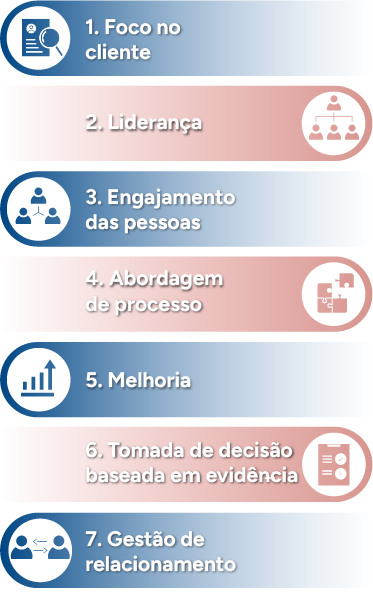 1. Foco no
cliente
2. Liderança
3. Engajamento
das pessoas
4. Abordagem
de processo
5. Melhoria
6. Tomada de decisão
baseada em evidência
7. Gestão de
relacionamento